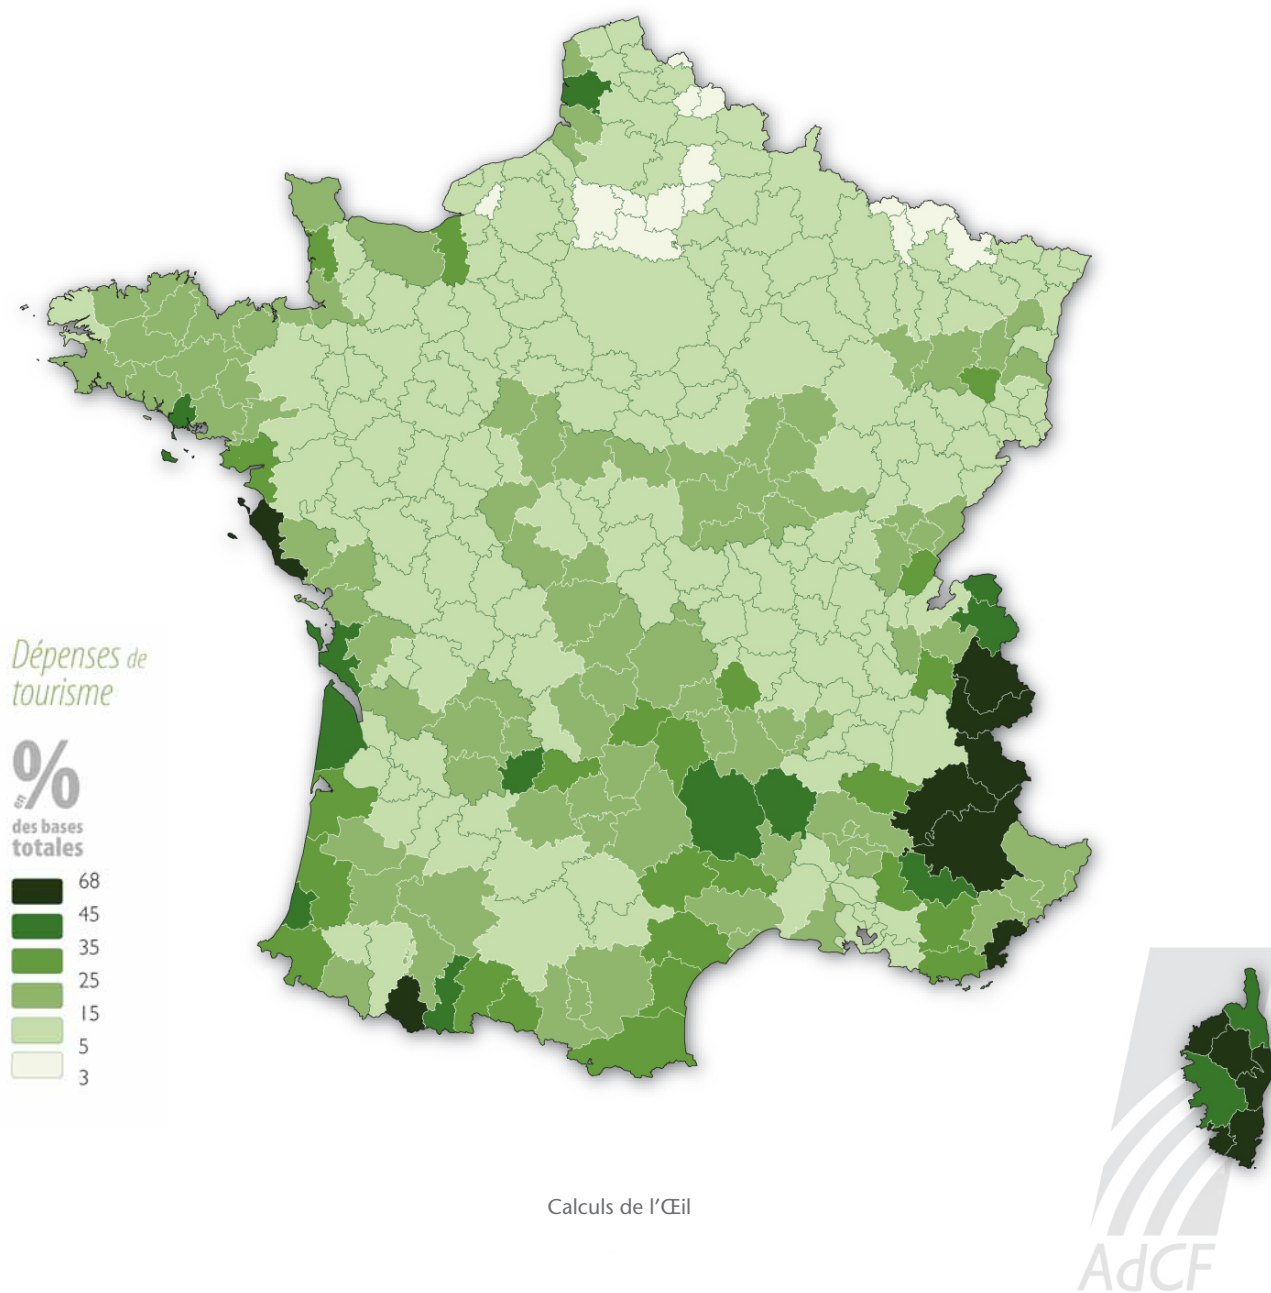 Dépenses de
tourisme
%
en
des bases
totales
68
45
35
25
15
5
3
Calculs de l'Œil
AdCF